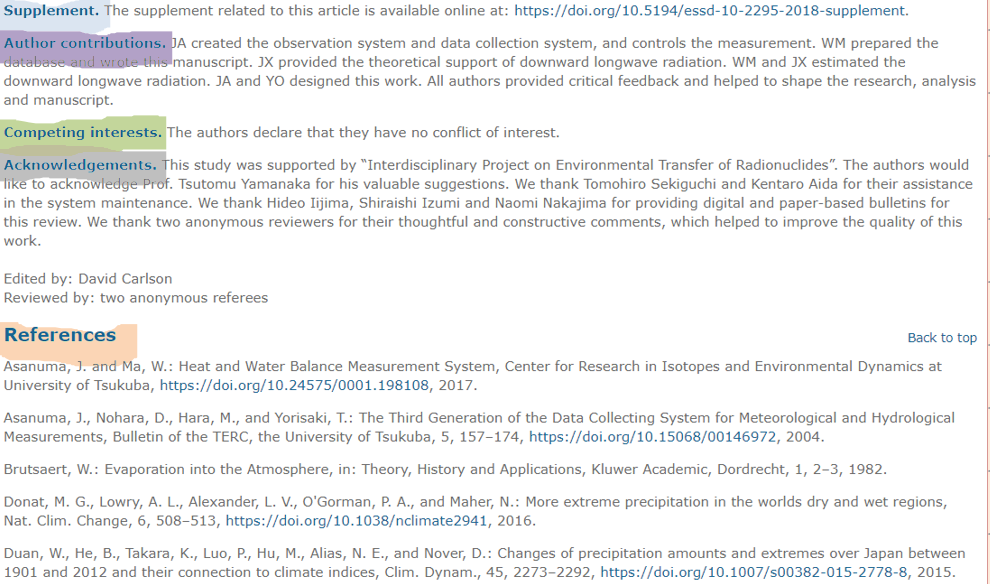 Supplement. The supplement related to this article is available online at: https://doi.org/10.5194/essd-10-2295-2018-supplement.
Author contributions. JA created the observation system and data collection system, and controls the measurement. WM prepared the
database and wrote this manuscript. JX provided the theoretical support of downward longwave radiation. WM and JX estimated the
downward longwave radiation. JA and YO designed this work. All authors provided critical feedback and helped to shape the research, analysis
and manuscript.
Competing interests. The authors declare that they have no conflict of interest.
Acknowledgements. This study was supported by “Interdisciplinary Project on Environmental Transfer of Radionuclides”. The authors would
like to acknowledge Prof. Tsutomu Yamanaka for his valuable suggestions. We thank Tomohiro Sekiguchi and Kentaro Aida for their assistance
in the system maintenance. We thank Hideo Iijima, Shiraishi Izumi and Naomi Nakajima for providing digital and paper-based bulletins for
this review. We thank two anonymous reviewers for their thoughtful and constructive comments, which helped to improve the quality of this
work.
Edited by: David Carlson
Reviewed by: two anonymous referees
References
Back to top
Asanuma, J. and Ma, W.: Heat and Water Balance Measurement System, Center for Research in Isotopes and Environmental Dynamics at
University of Tsukuba, https://doi.org/10.24575/0001.198108, 2017.
Asanuma, J., Nohara, D., Hara, M., and Yorisaki, T.: The Third Generation of the Data Collecting System for Meteorological and Hydrological
Measurements, Bulletin of the TERC, the University of Tsukuba, 5, 157–174, https://doi.org/10.15068/00146972, 2004.
Brutsaert, W.: Evaporation into the Atmosphere, in: Theory, History and Applications, Kluwer Academic, Dordrecht, 1, 2–3, 1982.
Donat, M. G., Lowry, A. L., Alexander, L. V., O'Gorman, P. A., and Maher, N.: More extreme precipitation in the worlds dry and wet regions,
Nat. Clim. Change, 6, 508–513, https://doi.org/10.1038/nclimate2941, 2016.
Duan, W., He, B., Takara, K., Luo, P., Hu, M., Alias, N. E., and Nover, D.: Changes of precipitation amounts and extremes over Japan between
1901 and 2012 and their connection to climate indices, Clim. Dynam., 45, 2273–2292, https://doi.org/10.1007/s00382-015-2778-8, 2015.